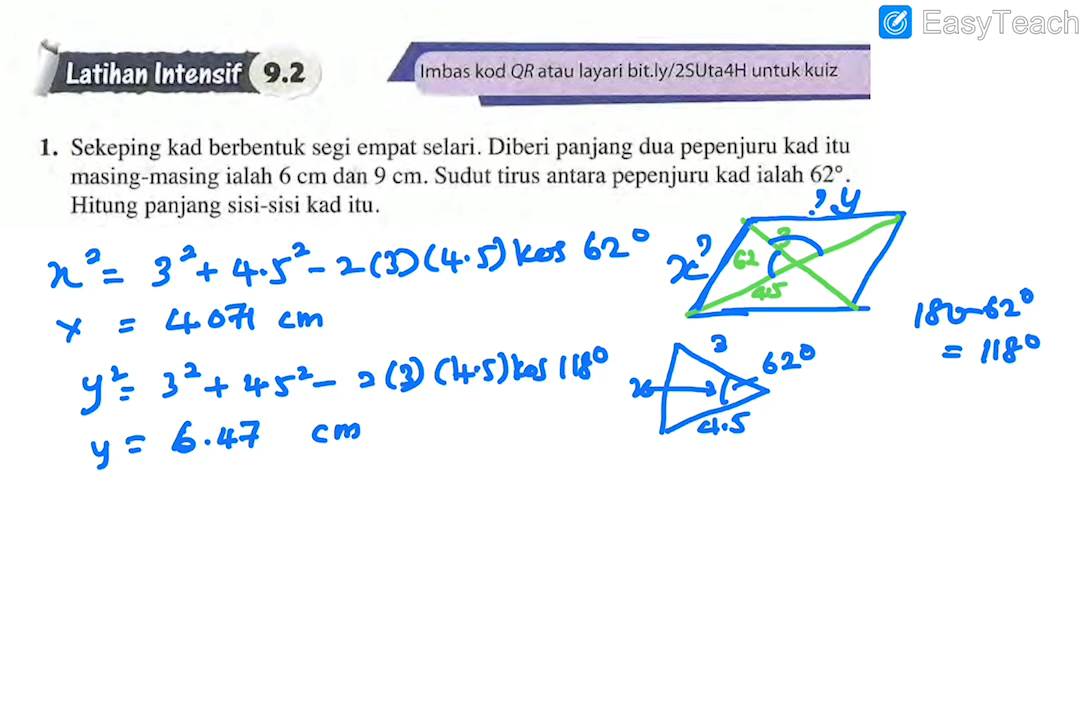 EasyTeach
Latihan Intensif 9.2
Imbas kod QR atau layari bit.ly/2SUta4H untuk kuiz
1. Sekeping kad berbentuk segi empat selari. Diberi panjang dua pepenjuru kad itu
masing-masing ialah 6 cm dan 9 cm. Sudut tirus antara pepenjuru kad ialah 62°.
Hitung panjang sisi-sisi kad itu.
? y
x² = 3² + 4.5² - 2(3)(4.5) kos 62°
x ?
62
3
4.5
x = 4.071 cm
180-62°
= 118°
y² = 3² + 4.5² - 2(3)(4.5) kos 118°
3
62°
x
4.5
y = 6.47 cm